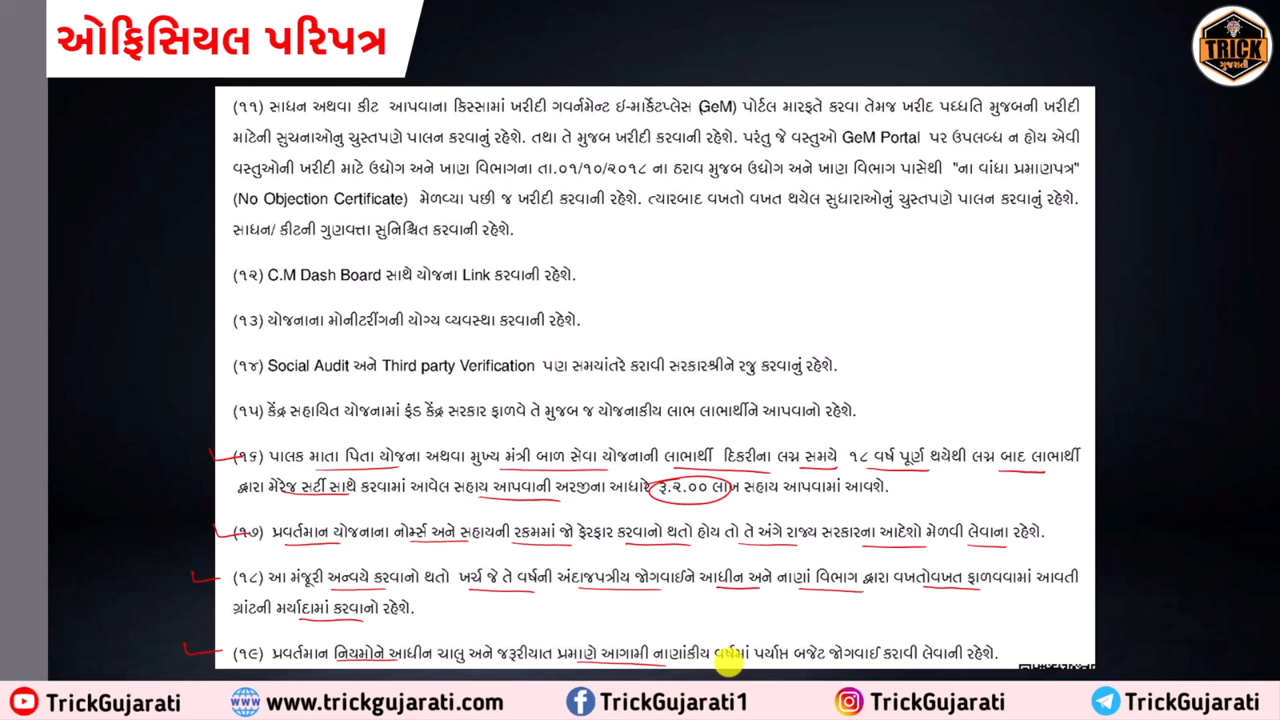 ઓફિસિયલ પરિપત્ર
TRICK
ગુજરાતી
(૧૧) સાધન અથવા કીટ આપવાના કિસ્સામાં ખરીદી ગવર્નમેન્ટ ઈ-માર્કેટપ્લેસ (GeM) પોર્ટલ મારફતે કરવા તેમજ ખરીદ પધ્ધતિ મુજબની ખરીદી
માટેની સુચનાઓનુ ચુસ્તપણે પાલન કરવાનું રહેશે. તથા તે મુજબ ખરીદી કરવાની રહેશે. પરંતુ જે વસ્તુઓ GeM Portal પર ઉપલબ્ધ ન હોય એવી
વસ્તુઓની ખરીદી માટે ઉદ્યોગ અને ખાણ વિભાગના તા.૦૧/૧૦/૨૦૧૮ ના ઠરાવ મુજબ ઉદ્યોગ અને ખાણ વિભાગ પાસેથી "ના વાંધા પ્રમાણપત્ર"
(No Objection Certificate) મેળવ્યા પછી જ ખરીદી કરવાની રહેશે. ત્યારબાદ વખતો વખત થયેલ સુધારાઓનું ચુસ્તપણે પાલન કરવાનું રહેશે.
સાધન/ કીટની ગુણવત્તા સુનિશ્ચિત કરવાની રહેશે.
(૧૨) C.M Dash Board સાથે યોજના Link કરવાની રહેશે.
(૧૩) યોજનાના મોનીટરીંગની યોગ્ય વ્યવસ્થા કરવાની રહેશે.
(૧૪) Social Audit અને Third party Verification પણ સમયાંતરે કરાવી સરકારશ્રીને રજુ કરવાનું રહેશે.
(૧૫) કેંદ્ર સહાયિત યોજનામાં ફંડ કેંદ્ર સરકાર ફાળવે તે મુજબ જ યોજનાકીય લાભ લાભાર્થીને આપવાનો રહેશે.
(૧૬) પાલક માતા પિતા યોજના અથવા મુખ્ય મંત્રી બાળ સેવા યોજનાની લાભાર્થી દિકરીના લગ્ન સમયે ૧૮ વર્ષ પૂર્ણ થયેથી લગ્ન બાદ લાભાર્થી
દ્વારા મેરેજ સર્ટી સાથે કરવામાં આવેલ સહાય આપવાની અરજીના આધારે રૂ.૨.૦૦ લાખ સહાય આપવામાં આવશે.
(૧૭) પ્રવર્તમાન યોજનાના નોર્મ્સ અને સહાયની રકમમાં જો ફેરફાર કરવાનો થતો હોય તો તે અંગે રાજ્ય સરકારના આદેશો મેળવી લેવાના રહેશે.
(૧૮) આ મંજૂરી અન્વયે કરવાનો થતો ખર્ચ જે તે વર્ષની અંદાજપત્રીય જોગવાઈને આધીન અને નાણાં વિભાગ દ્વારા વખતોવખત ફાળવવામાં આવતી
ગ્રાંટની મર્યાદામાં કરવાનો રહેશે.
(૧૯) પ્રવર્તમાન નિયમોને આધીન ચાલુ અને જરૂરીયાત પ્રમાણે આગામી નાણાંકીય વર્ષમાં પર્યાપ્ત બજેટ જોગવાઈ કરાવી લેવાની રહેશે.
TrickGujarati www.trickgujarati.com TrickGujarati1 TrickGujarati TrickGujarati